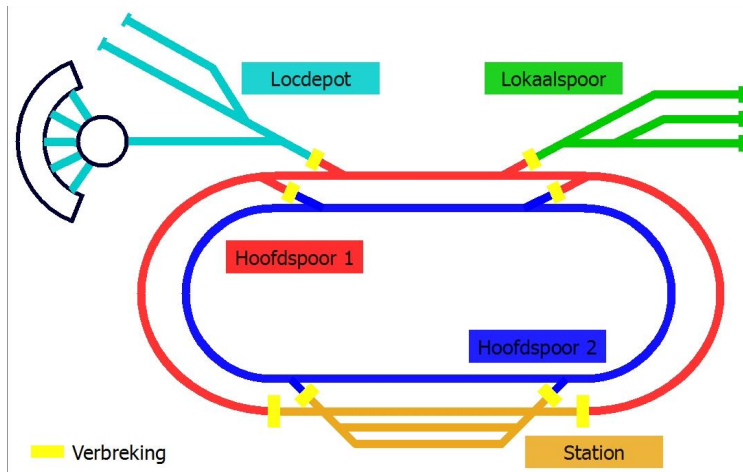 Locdepot
Lokaalspoor
Hoofdspoor 1
Hoofdspoor 2
Verbreking
Station